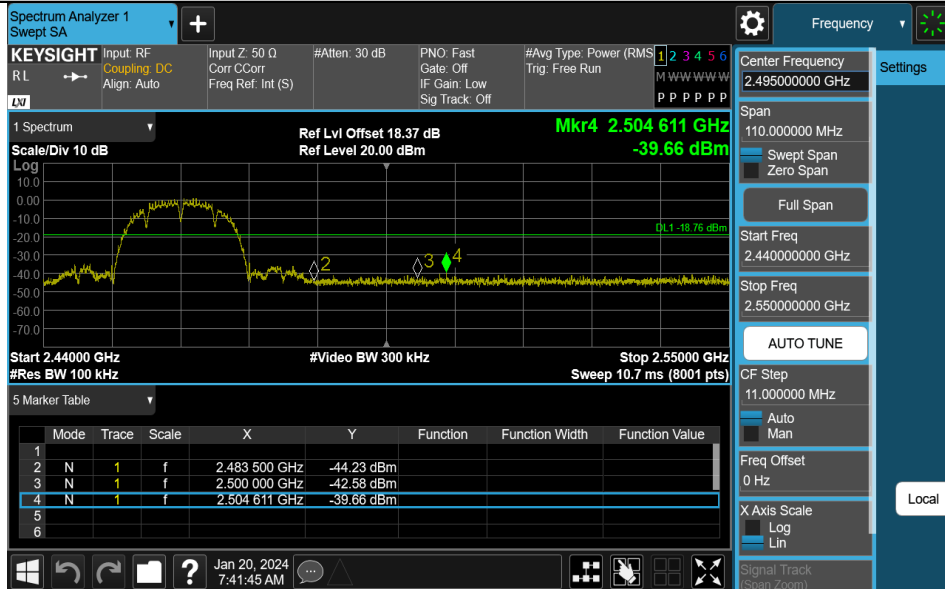 Spectrum Analyzer 1
Swept SA
+
Frequency
KEYSIGHT
RL
LXI
Input: RF
Coupling: DC
Align: Auto
Input Z: 50 Ω
Corr CCorr
Freq Ref: Int (S)
#Atten: 30 dB
PNO: Fast
Gate: Off
IF Gain: Low
Sig Track: Off
#Avg Type: Power (RMS
Trig: Free Run
1 2 3 4 5 6
M W W W W W
P P P P P P
1 Spectrum
Scale/Div 10 dB
Ref Lvl Offset 18.37 dB
Ref Level 20.00 dBm
Mkr4 2.504 611 GHz
-39.66 dBm
Log
10.0
0.00
-10.0
-20.0
-30.0
-40.0
-50.0
-60.0
-70.0
DL1 -18.76 dBm
2
3
4
Start 2.44000 GHz
#Video BW 300 kHz
Stop 2.55000 GHz
#Res BW 100 kHz
Sweep 10.7 ms (8001 pts)
5 Marker Table
Mode Trace Scale X Y Function Function Width Function Value
1
2 N 1 f 2.483 500 GHz -44.23 dBm
3 N 1 f 2.500 000 GHz -42.58 dBm
4 N 1 f 2.504 611 GHz -39.66 dBm
5
6
?
Jan 20, 2024
7:41:45 AM
Center Frequency
2.495000000 GHz
Span
110.000000 MHz
Swept Span
Zero Span
Full Span
Start Freq
2.440000000 GHz
Stop Freq
2.550000000 GHz
AUTO TUNE
CF Step
11.000000 MHz
Auto
Man
Freq Offset
0 Hz
X Axis Scale
Log
Lin
Signal Track
(Span Zoom)
Settings
Local